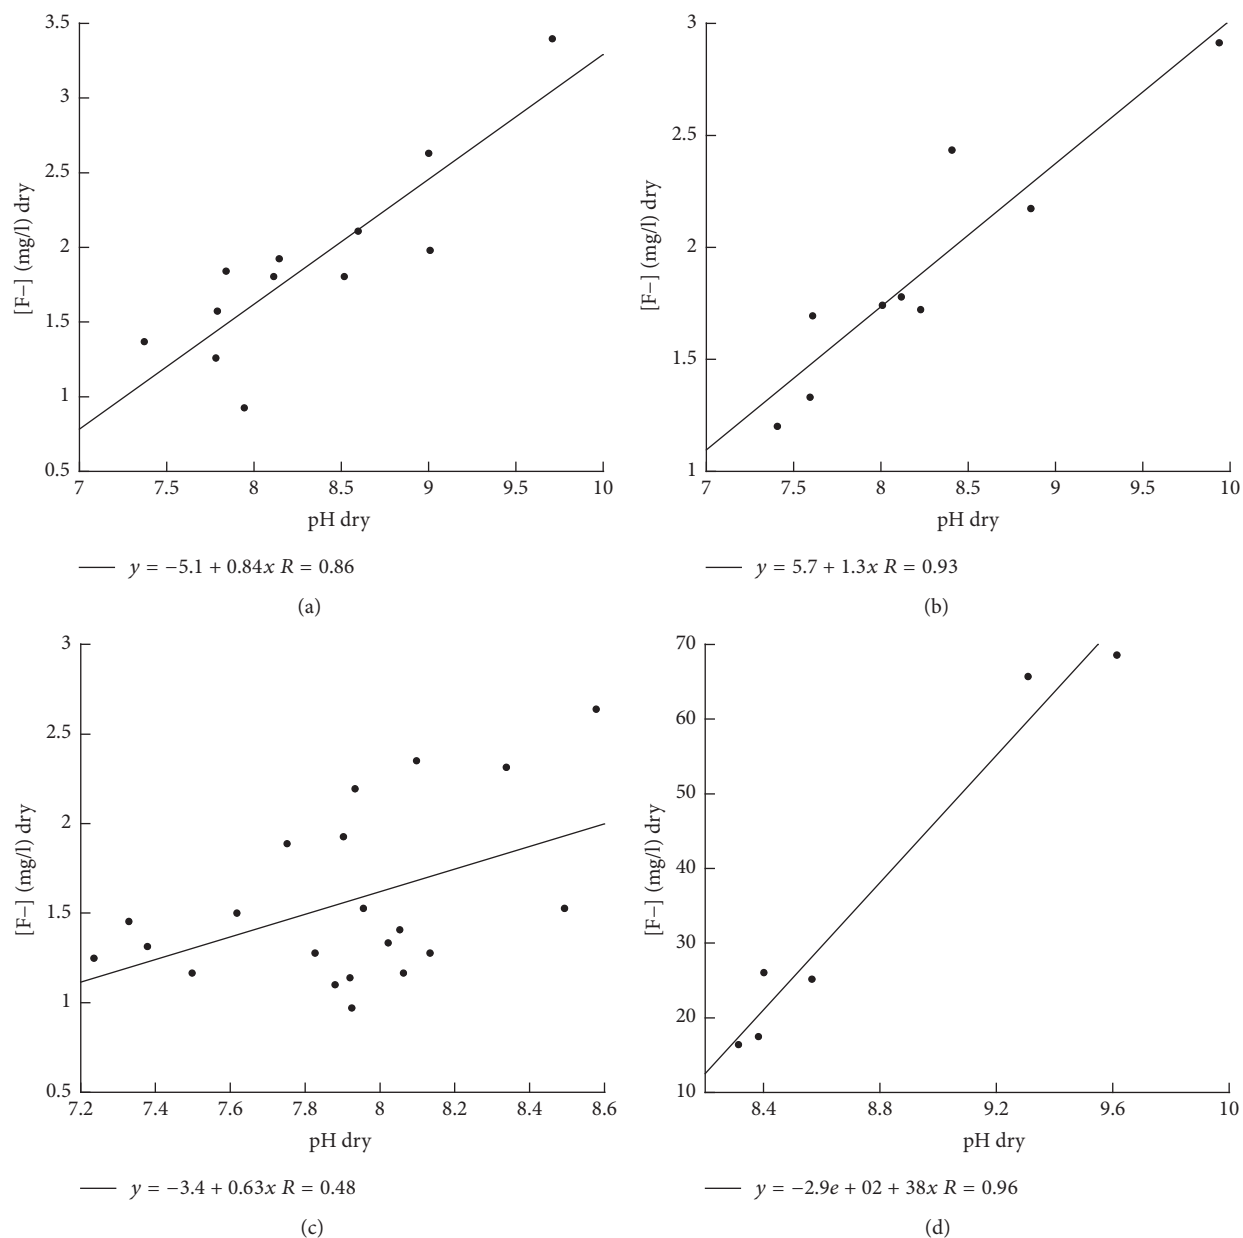 3.5
3
2.5
2
1.5
1
0.5
[F−] (mg/l) dry
7 7.5 8 8.5 9 9.5 10
pH dry
y = −5.1 + 0.84x R = 0.86
(a)
3
2.5
2
1.5
1
[F−] (mg/l) dry
7 7.5 8 8.5 9 9.5 10
pH dry
y = 5.7 + 1.3x R = 0.93
(b)
3
2.5
2
1.5
1
0.5
[F−] (mg/l) dry
7.2 7.4 7.6 7.8 8 8.2 8.4 8.6
pH dry
y = −3.4 + 0.63x R = 0.48
(c)
70
60
50
40
30
20
10
[F−] (mg/l) dry
8.4 8.8 9.2 9.6 10
pH dry
y = −2.9e + 02 + 38x R = 0.96
(d)